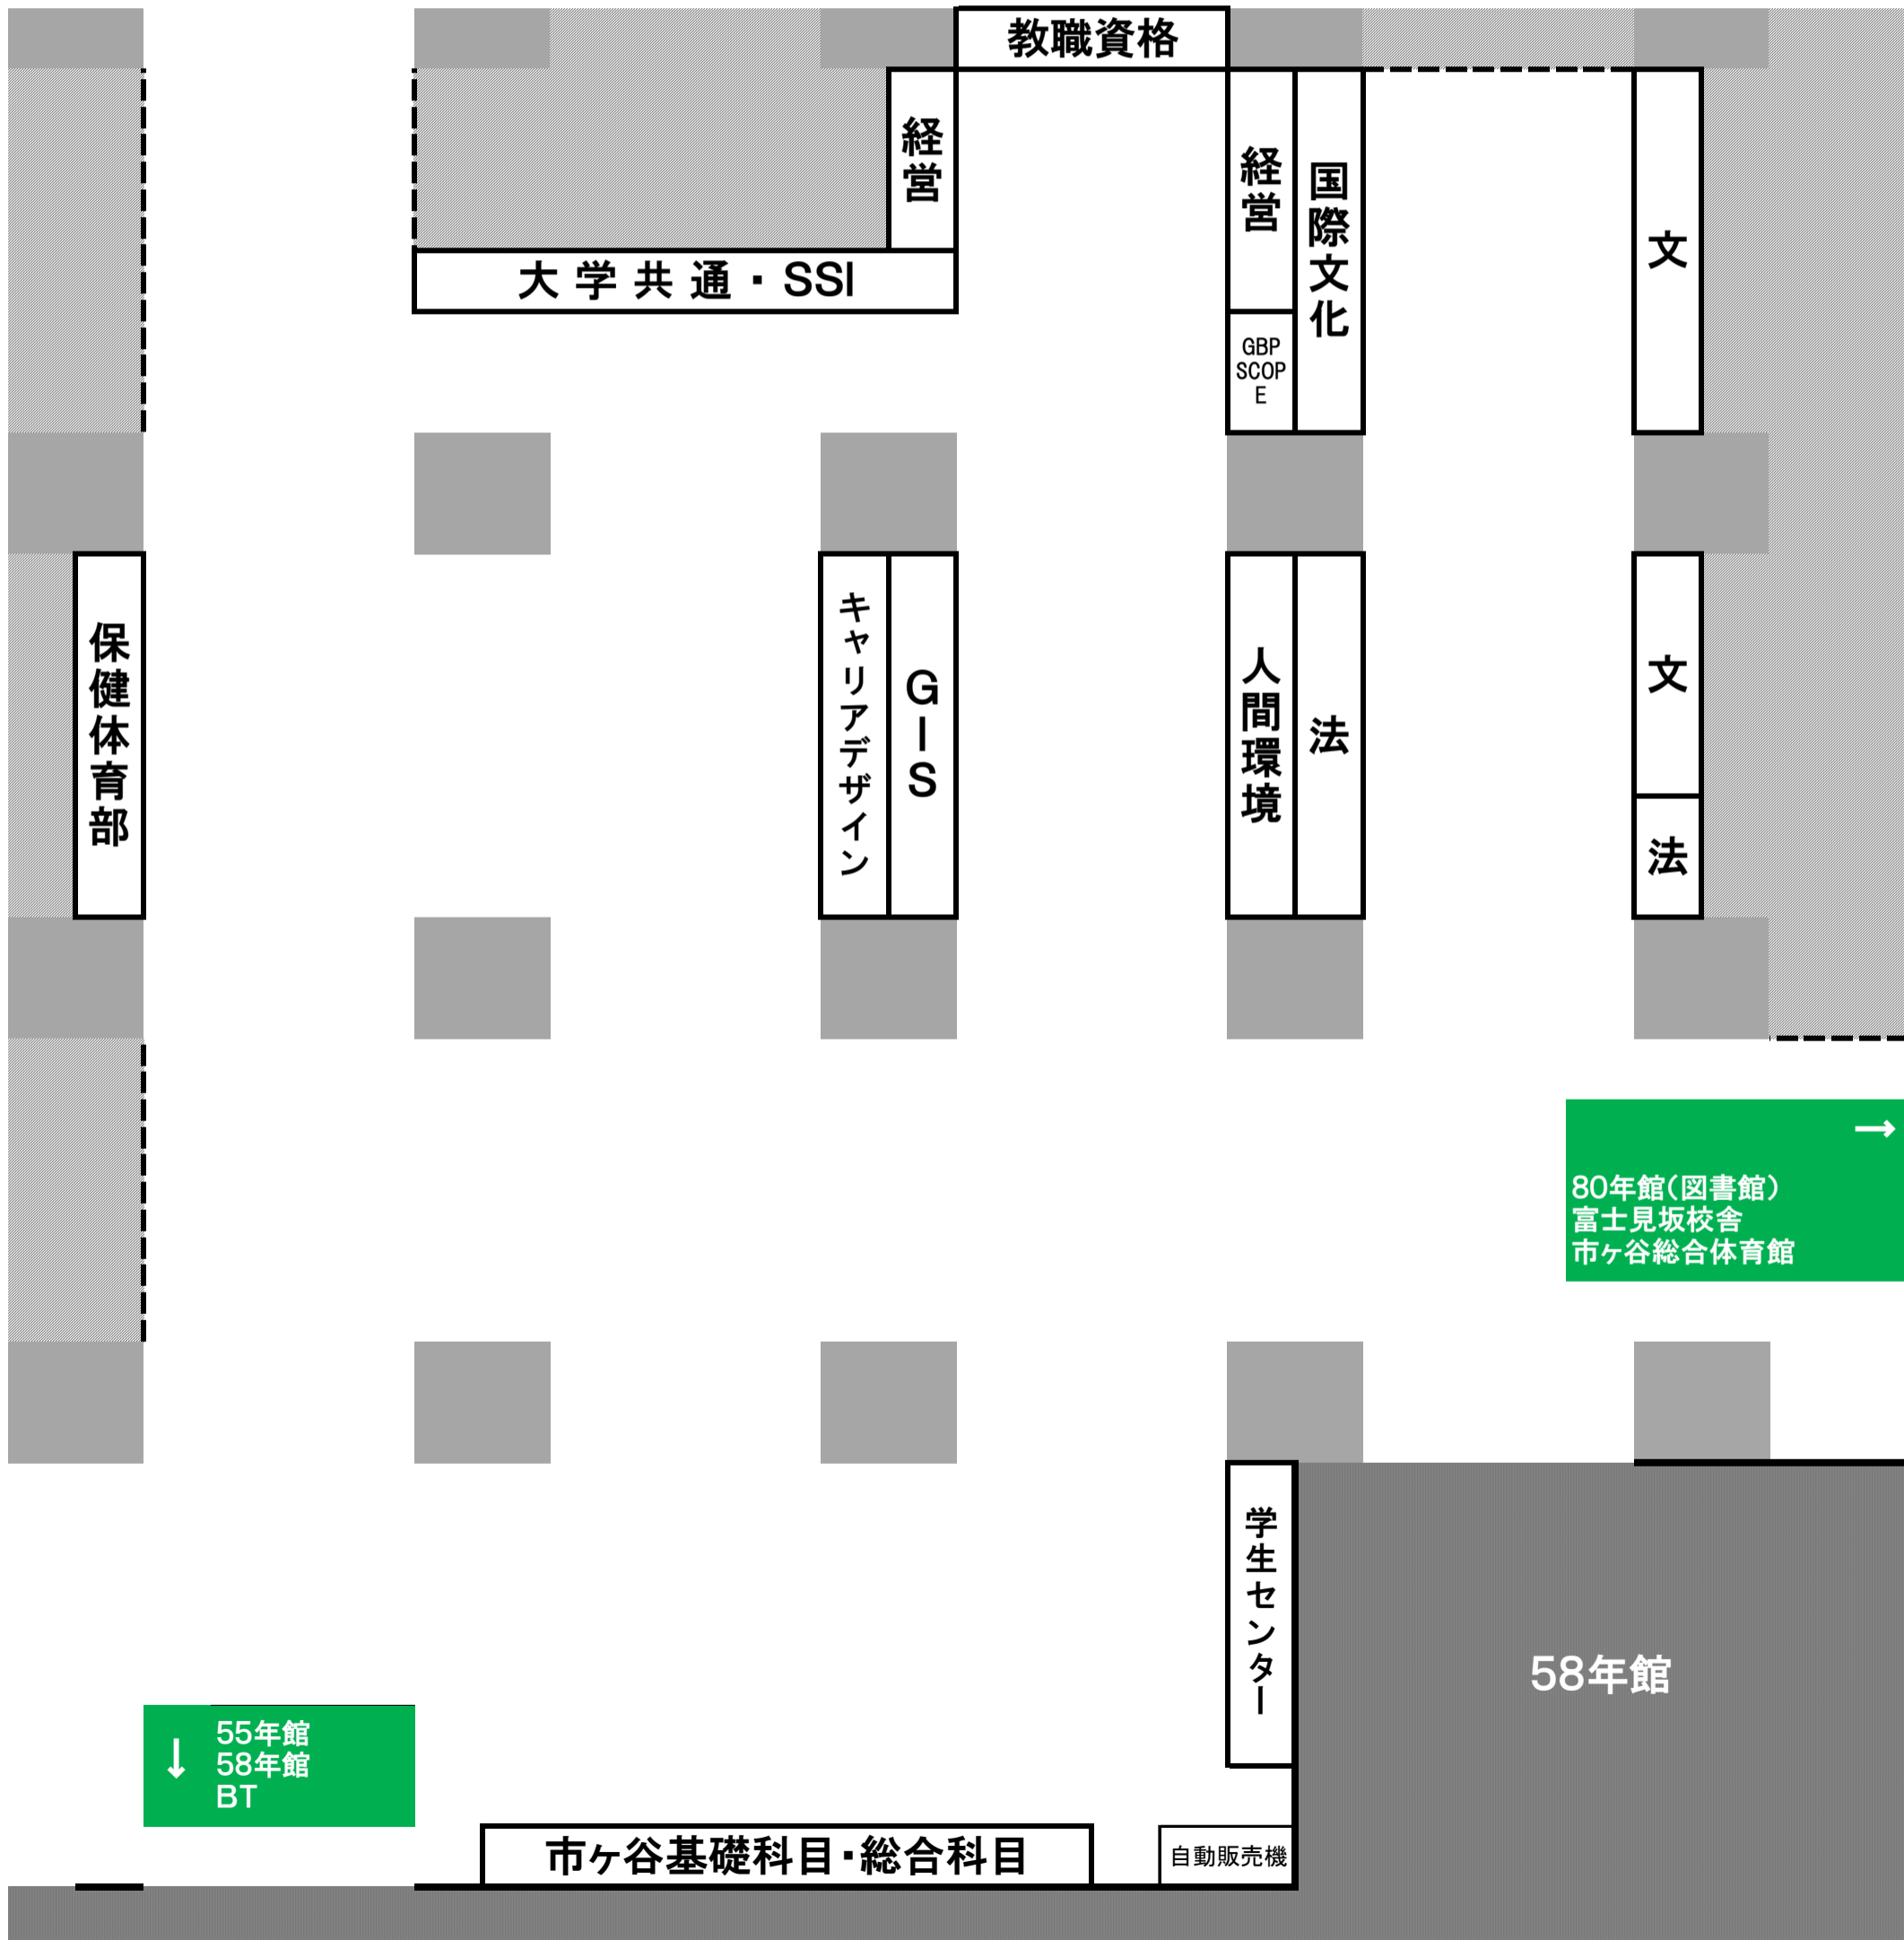 教職資格
経営
経営
国際文化
文
大学共通・SSI
GBP
SCOP
E
保健体育部
キャリアデザイン
GIS
人間環境
法
文
法
→
80年館(図書館)
富士見坂校舎
市ヶ谷総合体育館
学生センター
58年館
↓
55年館
58年館
BT
市ヶ谷基礎科目・総合科目
自動販売機